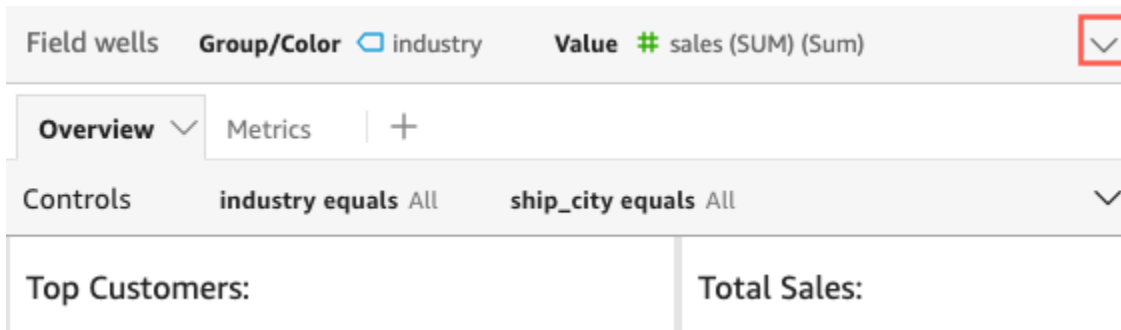 Field wells Group/Color industry Value # sales (SUM) (Sum)
Overview Metrics +
Controls industry equals All ship_city equals All
Top Customers: Total Sales: